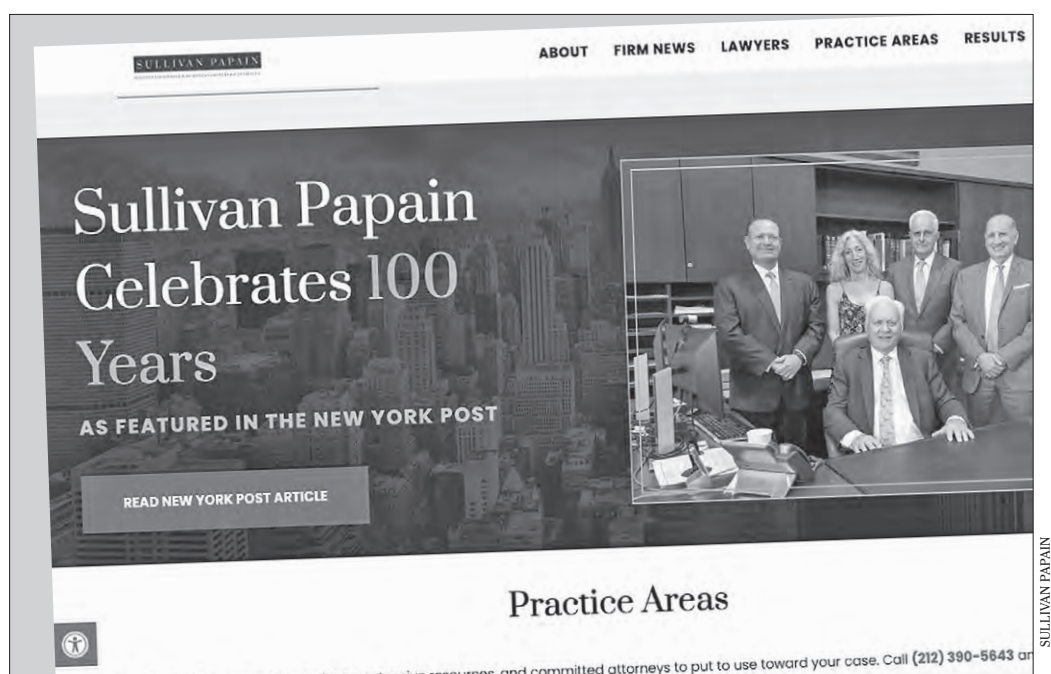 SULLIVAN PAPAIN
ABOUT FIRM NEWS LAWYERS PRACTICE AREAS RESULTS
Sullivan Papain
Celebrates 100
Years
AS FEATURED IN THE NEW YORK POST
READ NEW YORK POST ARTICLE
Practice Areas
resources, and committed attorneys to put to use toward your case. Call (212) 390-5643 an
SULLIVAN PAPAIN